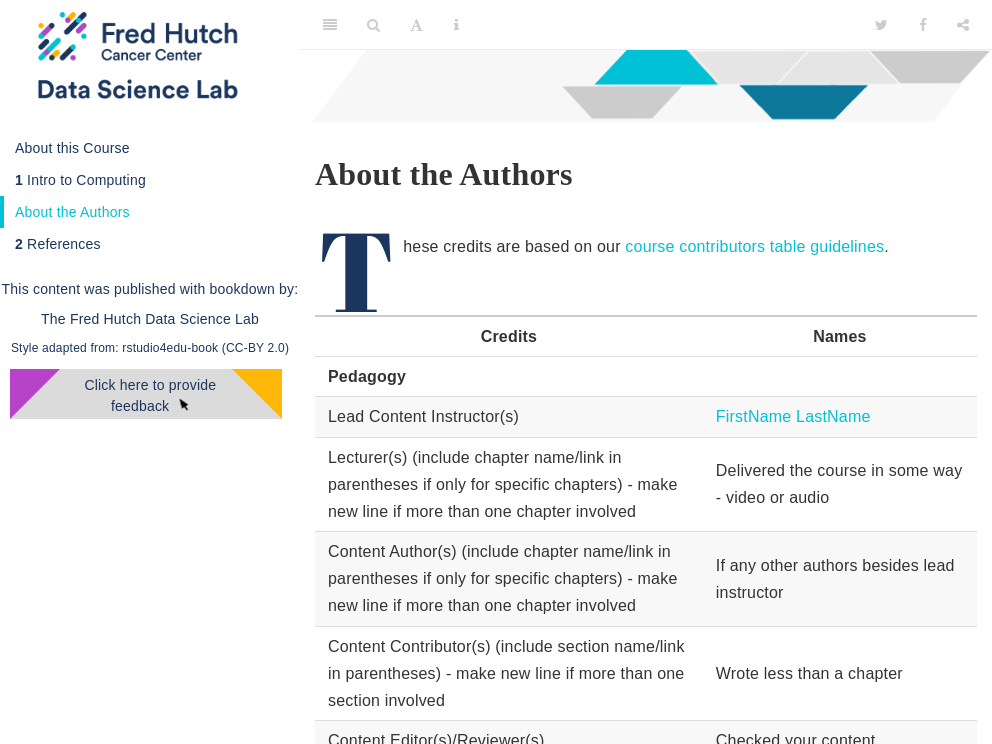 Fred Hutch
Cancer Center
Data Science Lab
About this Course
1 Intro to Computing
About the Authors
2 References
This content was published with bookdown by:
The Fred Hutch Data Science Lab
Style adapted from: rstudio4edu-book (CC-BY 2.0)
Click here to provide
feedback
About the Authors
These credits are based on our course contributors table guidelines.
Credits Names
Pedagogy
Lead Content Instructor(s) FirstName LastName
Lecturer(s) (include chapter name/link in
parentheses if only for specific chapters) - make
new line if more than one chapter involved
Delivered the course in some way
- video or audio
Content Author(s) (include chapter name/link in
parentheses if only for specific chapters) - make
new line if more than one chapter involved
If any other authors besides lead
instructor
Content Contributor(s) (include section name/link
in parentheses) - make new line if more than one
section involved
Wrote less than a chapter
Content Editor(s)/Reviewer(s) Checked your content